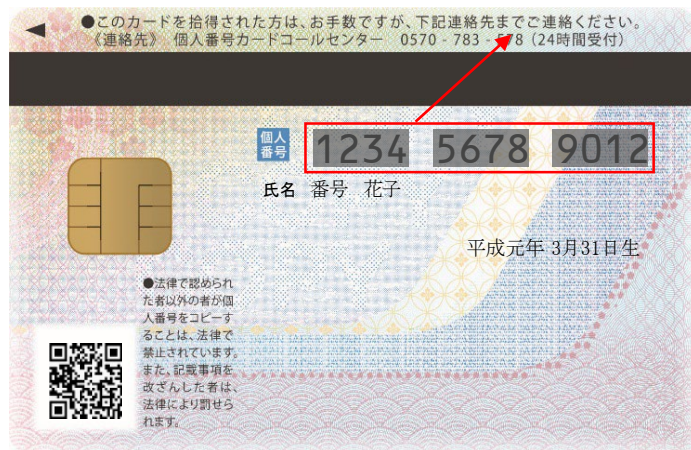 ●このカードを拾得された方は、お手数ですが、下記連絡先までご連絡ください。
《連絡先》 個人番号カードコールセンター 0570 - 783 - 578 (24時間受付)
個人
番号
1234 5678 9012
氏名 番号 花子
平成元年 3月31日生
●法律で認められ
た者以外の者が個
人番号をコピーす
ることは、法律で
禁止されています。
また、記載事項を
改ざんした者は、
法律により罰せら
れます。